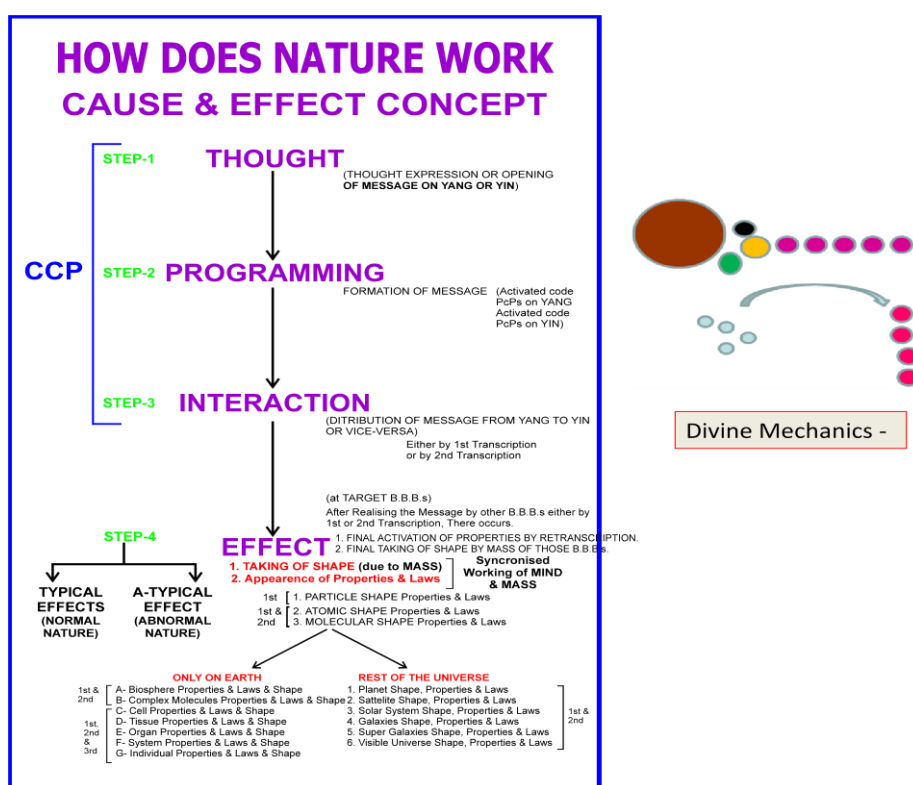 HOW DOES NATURE WORK
CAUSE & EFFECT CONCEPT
STEP-1
THOUGHT
(THOUGHT EXPRESSION OR OPENING
OF MESSAGE ON YANG OR YIN)
CCP
STEP-2
PROGRAMMING
FORMATION OF MESSAGE (Activated code
PcPs on YANG
Activated code
PcPs on YIN)
STEP-3
INTERACTION
(DITRIBUTION OF MESSAGE FROM YANG TO YIN
OR VICE-VERSA)
Either by 1st Transcription
or by 2nd Transcription
(at TARGET B.B.B.s)
After Realising the Message by other B.B.B.s either by
1st or 2nd Transcription, There occurs.
STEP-4
EFFECT
1. FINAL ACTIVATION OF PROPERTIES BY RETRANSCRIPTION.
2. FINAL TAKING OF SHAPE BY MASS OF THOSE B.B.B's.
1. TAKING OF SHAPE (due to MASS)
2. Appearence of Properties & Laws
Syncronised
Working of MIND
& MASS
TYPICAL
EFFECTS
(NORMAL
NATURE)
A-TYPICAL
EFFECT
(ABNORMAL
NATURE)
1st 1. PARTICLE SHAPE Properties & Laws
1st & 2. ATOMIC SHAPE Properties & Laws
2nd 3. MOLECULAR SHAPE Properties & Laws
ONLY ON EARTH
1st &
2nd
A- Biosphere Properties & Laws & Shape
B- Complex Molecules Properties & Laws & Shape
1st,
2nd
&
3rd
C- Cell Properties & Laws & Shape
D- Tissue Properties & Laws & Shape
E- Organ Properties & Laws & Shape
F- System Properties & Laws & Shape
G- Individual Properties & Laws & Shape
REST OF THE UNIVERSE
1. Planet Shape, Properties & Laws
2. Sattelite Shape, Properties & Laws
3. Solar System Shape, Properties & Laws
4. Galaxies Shape, Properties & Laws
5. Super Galaxies Shape, Properties & Laws
6. Visible Universe Shape, Properties & Laws
1st &
2nd
Divine Mechanics -